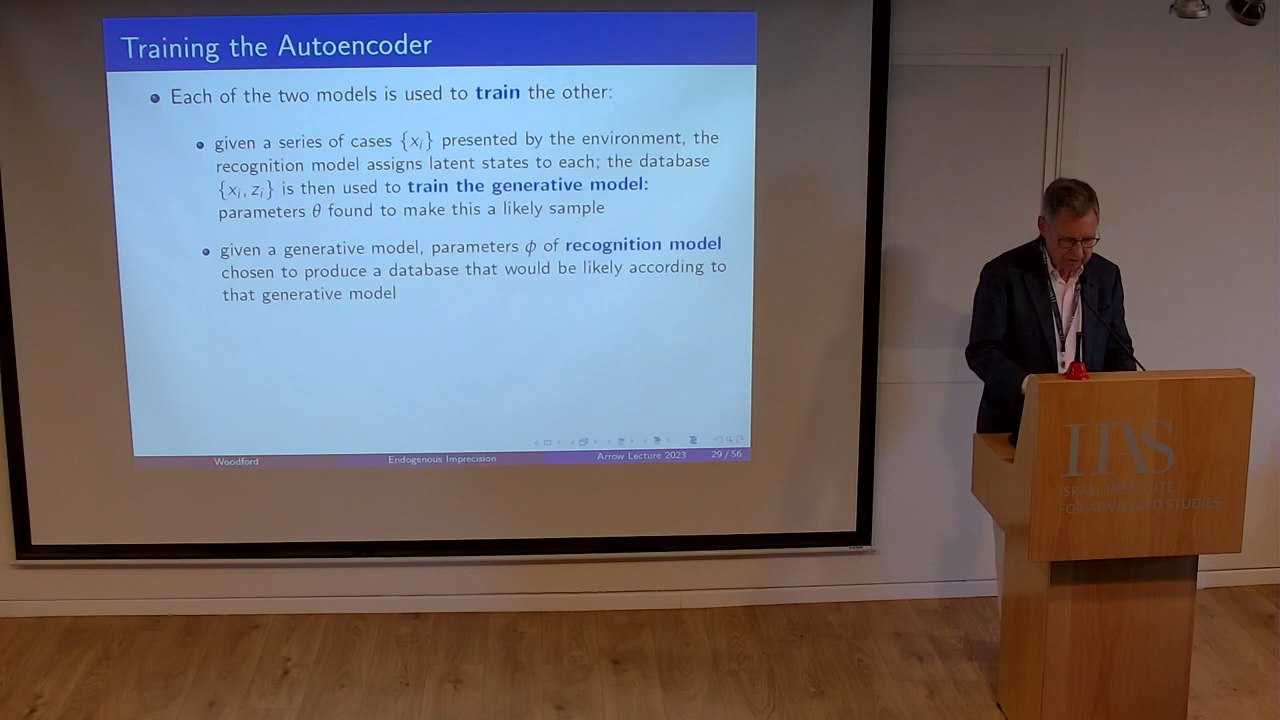 Training the Autoencoder
Each of the two models is used to train the other:
given a series of cases {xᵢ} presented by the environment, the
recognition model assigns latent states to each; the database
{xᵢ, zᵢ} is then used to train the generative model:
parameters θ found to make this a likely sample
given a generative model, parameters ϕ of recognition model
chosen to produce a database that would be likely according to
that generative model
Woodford Endogenous Imprecision Arrow Lecture 2023 29 / 56
IIAS
ISRAEL INSTITUTE
FOR ADVANCED STUDIES